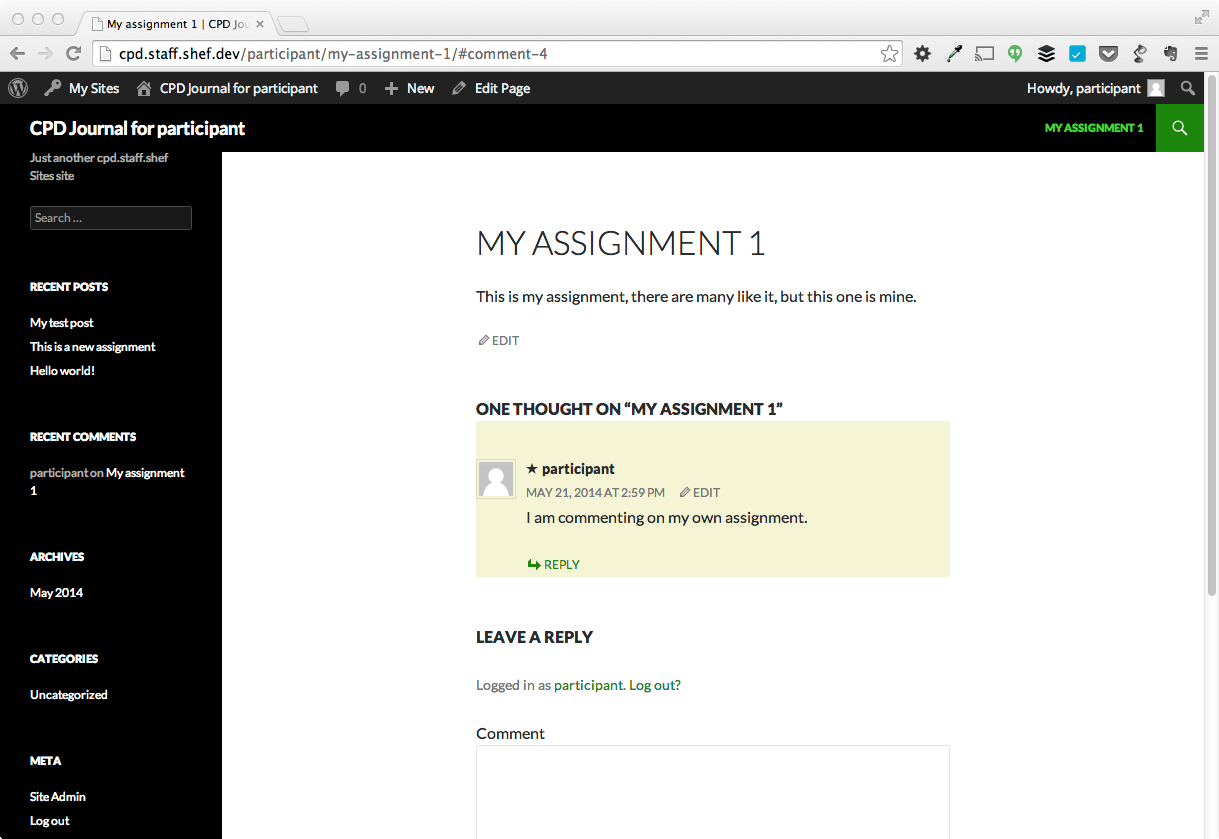 My assignment 1 | CPD Jou
cpd.staff.shef.dev/participant/my-assignment-1/#comment-4
My Sites CPD Journal for participant 0 New Edit Page Howdy, participant
CPD Journal for participant
MY ASSIGNMENT 1
Just another cpd.staff.shef
Sites site
Search …
RECENT POSTS
My test post
This is a new assignment
Hello world!
RECENT COMMENTS
participant on My assignment
1
ARCHIVES
May 2014
CATEGORIES
Uncategorized
META
Site Admin
Log out
MY ASSIGNMENT 1
This is my assignment, there are many like it, but this one is mine.
EDIT
ONE THOUGHT ON “MY ASSIGNMENT 1”
★ participant
MAY 21, 2014 AT 2:59 PM EDIT
I am commenting on my own assignment.
REPLY
LEAVE A REPLY
Logged in as participant. Log out?
Comment